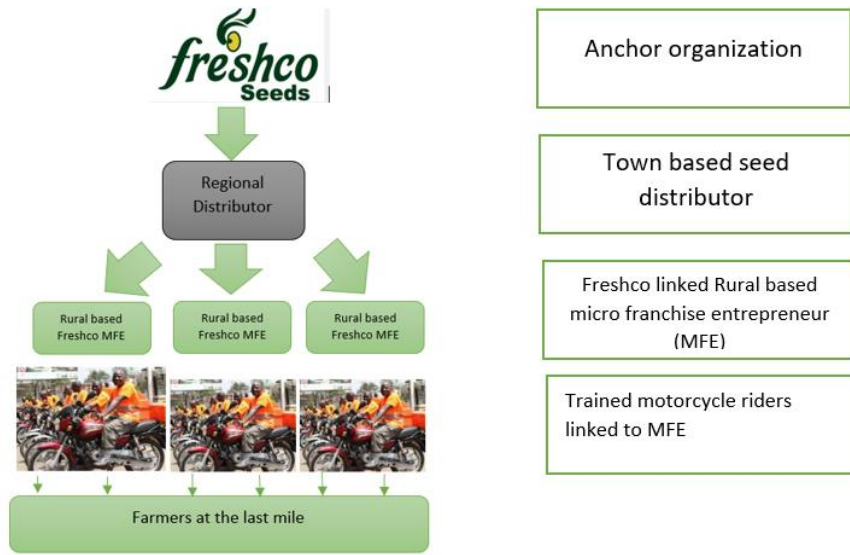 freshco
Seeds
Anchor organization
Regional
Distributor
Town based seed
distributor
Rural based
Freshco MFE
Rural based
Freshco MFE
Rural based
Freshco MFE
Freshco linked Rural based
micro franchise entrepreneur
(MFE)
Trained motorcycle riders
linked to MFE
Farmers at the last mile